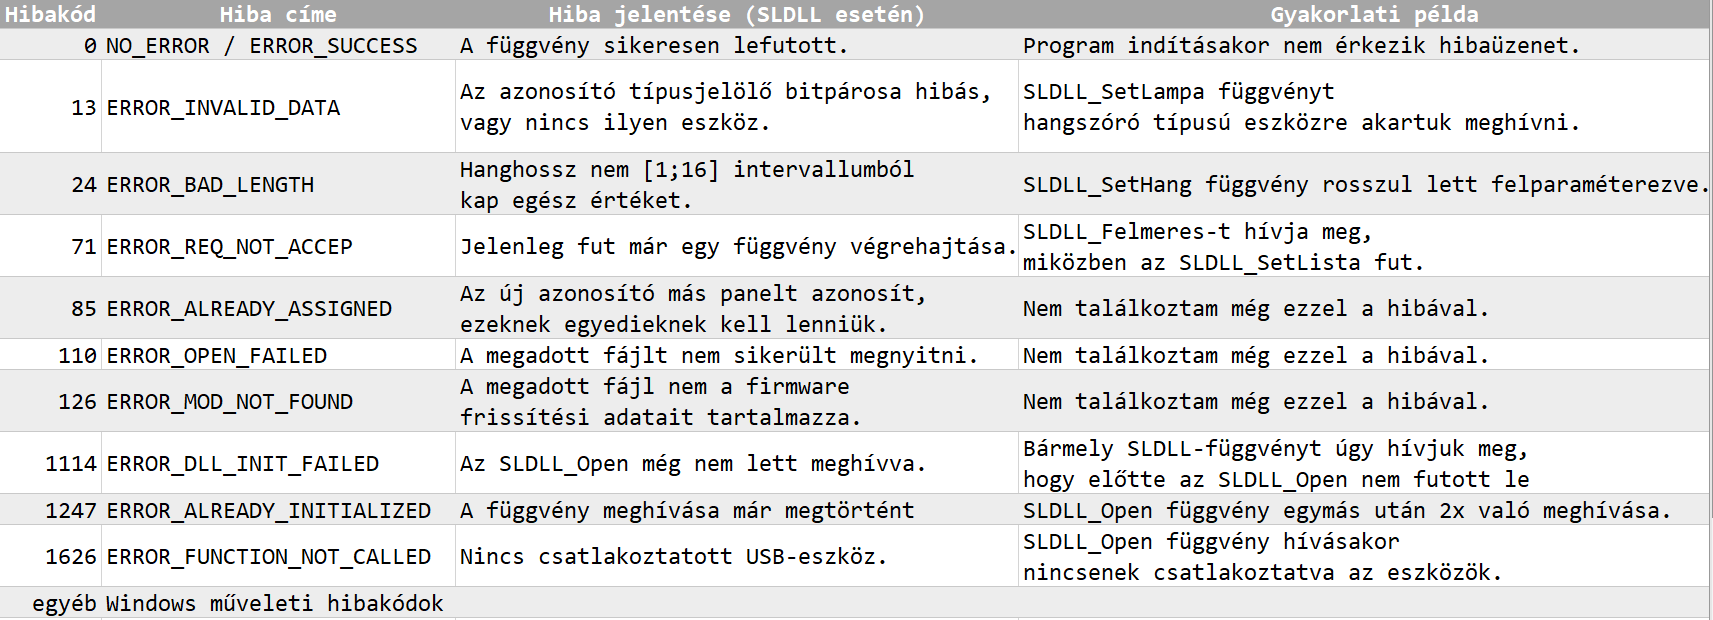 Hibakód Hiba címe Hiba jelentése (SLDLL esetén) Gyakorlati példa
0 NO_ERROR / ERROR_SUCCESS A függvény sikeresen lefutott. Program indításakor nem érkezik hibaüzenet.
13 ERROR_INVALID_DATA Az azonosító típusjelölő bitpárosa hibás,
vagy nincs ilyen eszköz.
SLDLL_SetLampa függvényt
hangszóró típusú eszközre akartuk meghívni.
24 ERROR_BAD_LENGTH Hanghossz nem [1;16] intervallumból
kap egész értéket.
SLDLL_SetHang függvény rosszul lett felparaméterezve.
71 ERROR_REQ_NOT_ACCEP Jelenleg fut már egy függvény végrehajtása.
SLDLL_Felmeres-t hívja meg,
miközben az SLDLL_SetLista fut.
85 ERROR_ALREADY_ASSIGNED Az új azonosító más panelt azonosít,
ezeknek egyedieknek kell lenniük.
Nem találkoztam még ezzel a hibával.
110 ERROR_OPEN_FAILED A megadott fájlt nem sikerült megnyitni. Nem találkoztam még ezzel a hibával.
126 ERROR_MOD_NOT_FOUND A megadott fájl nem a firmware
frissítési adatait tartalmazza.
Nem találkoztam még ezzel a hibával.
1114 ERROR_DLL_INIT_FAILED Az SLDLL_Open még nem lett meghívva.
Bármely SLDLL-függvényt úgy hívjuk meg,
hogy előtte az SLDLL_Open nem futott le
1247 ERROR_ALREADY_INITIALIZED A függvény meghívása már megtörtént SLDLL_Open függvény egymás után 2x való meghívása.
1626 ERROR_FUNCTION_NOT_CALLED Nincs csatlakoztatott USB-eszköz.
SLDLL_Open függvény hívásakor
nincsenek csatlakoztatva az eszközök.
egyéb Windows műveleti hibakódok